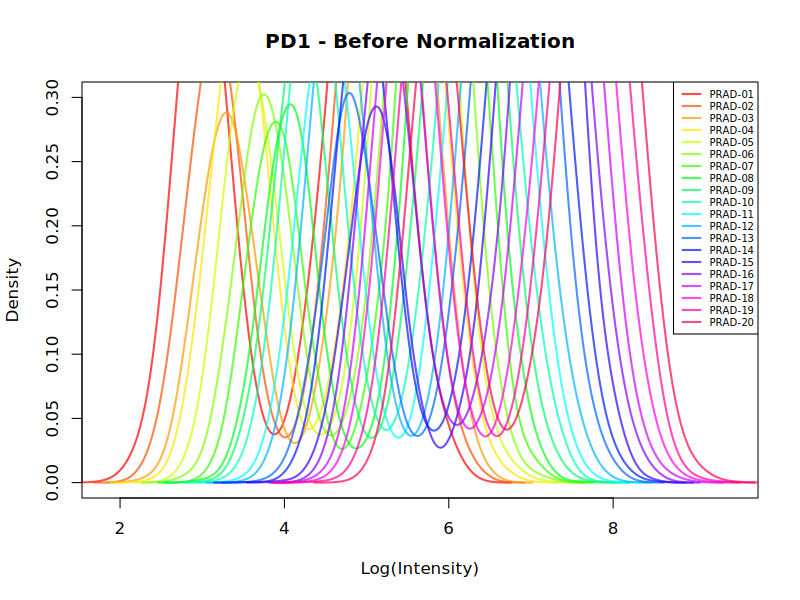 PD1 - Before Normalization
Density
0.30
0.25
0.20
0.15
0.10
0.05
0.00
2
4
6
8
Log(Intensity)
PRAD-01
PRAD-02
PRAD-03
PRAD-04
PRAD-05
PRAD-06
PRAD-07
PRAD-08
PRAD-09
PRAD-10
PRAD-11
PRAD-12
PRAD-13
PRAD-14
PRAD-15
PRAD-16
PRAD-17
PRAD-18
PRAD-19
PRAD-20